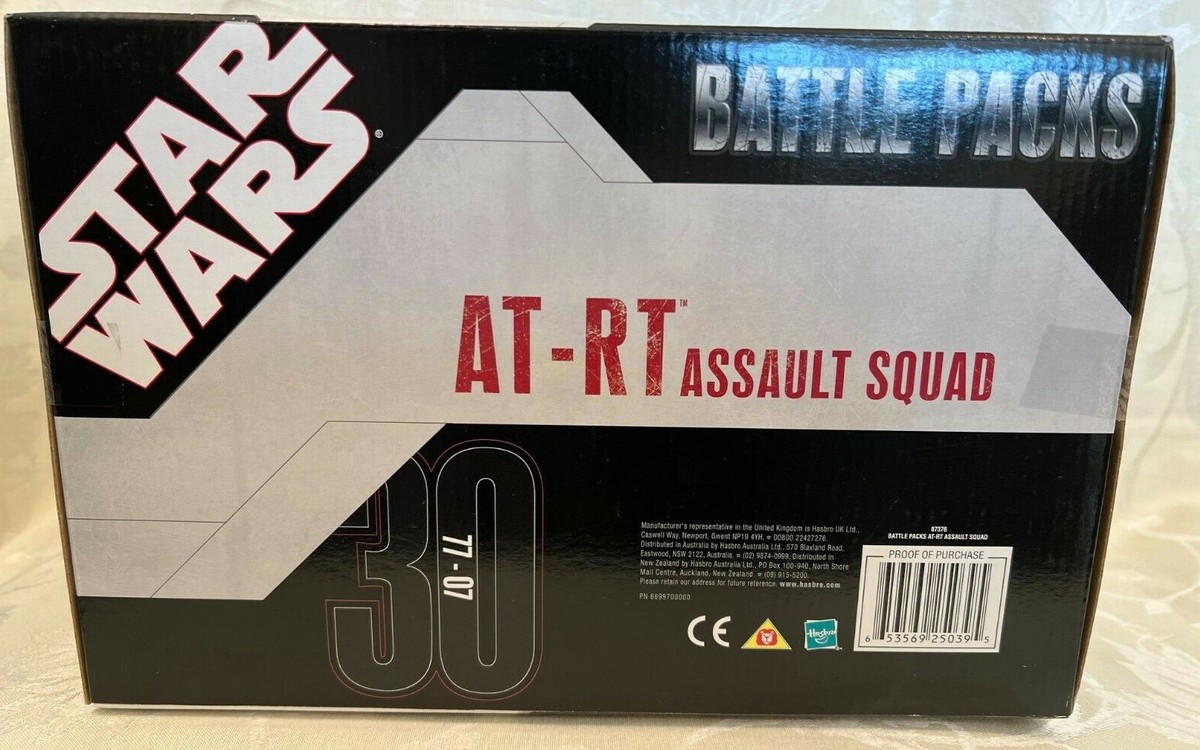 STAR
WARS
®
BATTLE PACKS
AT-RT™ ASSAULT SQUAD
30
77 - 07
Manufacturer's representative in the United Kingdom is Hasbro UK Ltd.,
Caswell Way, Newport, Gwent NP19 4YH. ☏ 00800 22427276.
Distributed in Australia by Hasbro Australia Ltd., 570 Blaxland Road,
Eastwood, NSW 2122, Australia. ☏ (02) 9874-0999. Distributed in
New Zealand by Hasbro Australia Ltd., PO Box 100-940, North Shore
Mail Centre, Auckland, New Zealand. ☏ (09) 915-5200.
Please retain our address for future reference. www.hasbro.com
PN 6699700000
CE
Hasbro
87376
BATTLE PACKS AT-RT ASSAULT SQUAD
PROOF OF PURCHASE
6 53569 25039 5